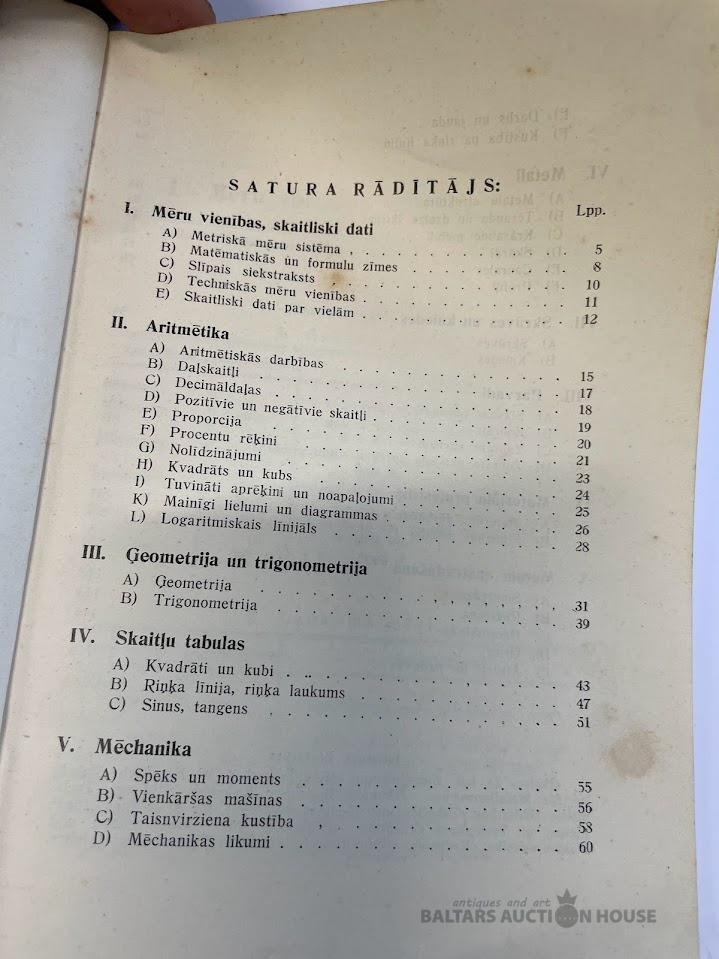 SATURA RĀDĪTĀJS:
Lpp.
I. Mēru vienības, skaitliski dati
A) Metriskā mēru sistēma . . . . . . . . . . . 5
B) Matēmatiskās un formulu zīmes . . . . . . . . 8
C) Slīpais siekstraksts . . . . . . . . . . . . 10
D) Techniskās mēru vienības . . . . . . . . . . 11
E) Skaitliski dati par vielām . . . . . . . . . . 12
II. Aritmētika
A) Aritmētiskās darbības . . . . . . . . . . . 15
B) Daļskaitļi . . . . . . . . . . . . . . . 17
C) Decimāldaļas . . . . . . . . . . . . . . 18
D) Pozitīvie un negātīvie skaitļi . . . . . . . . . 19
E) Proporcija . . . . . . . . . . . . . . . 20
F) Procentu rēķini . . . . . . . . . . . . . 21
G) Nolīdzinājumi . . . . . . . . . . . . . . 23
H) Kvadrāts un kubs . . . . . . . . . . . . . 24
I) Tuvināti aprēķini un noapaļojumi . . . . . . . . 25
K) Mainīgi lielumi un diagrammas . . . . . . . . . 26
L) Logaritmiskais līnijāls . . . . . . . . . . . 28
III. Ģeometrija un trigonometrija
A) Ģeometrija . . . . . . . . . . . . . . . 31
B) Trigonometrija . . . . . . . . . . . . . . 39
IV. Skaitļu tabulas
A) Kvadrāti un kubi . . . . . . . . . . . . . 43
B) Riņķa līnija, riņķa laukums . . . . . . . . . . 47
C) Sinus, tangens . . . . . . . . . . . . . . 51
V. Mēchanika
A) Spēks un moments . . . . . . . . . . . . 55
B) Vienkāršas mašīnas . . . . . . . . . . . . 56
C) Taisnvirziena kustība . . . . . . . . . . . 58
D) Mēchanikas likumi . . . . . . . . . . . . . 60
antiques and art
BALTARS AUCTION HOUSE